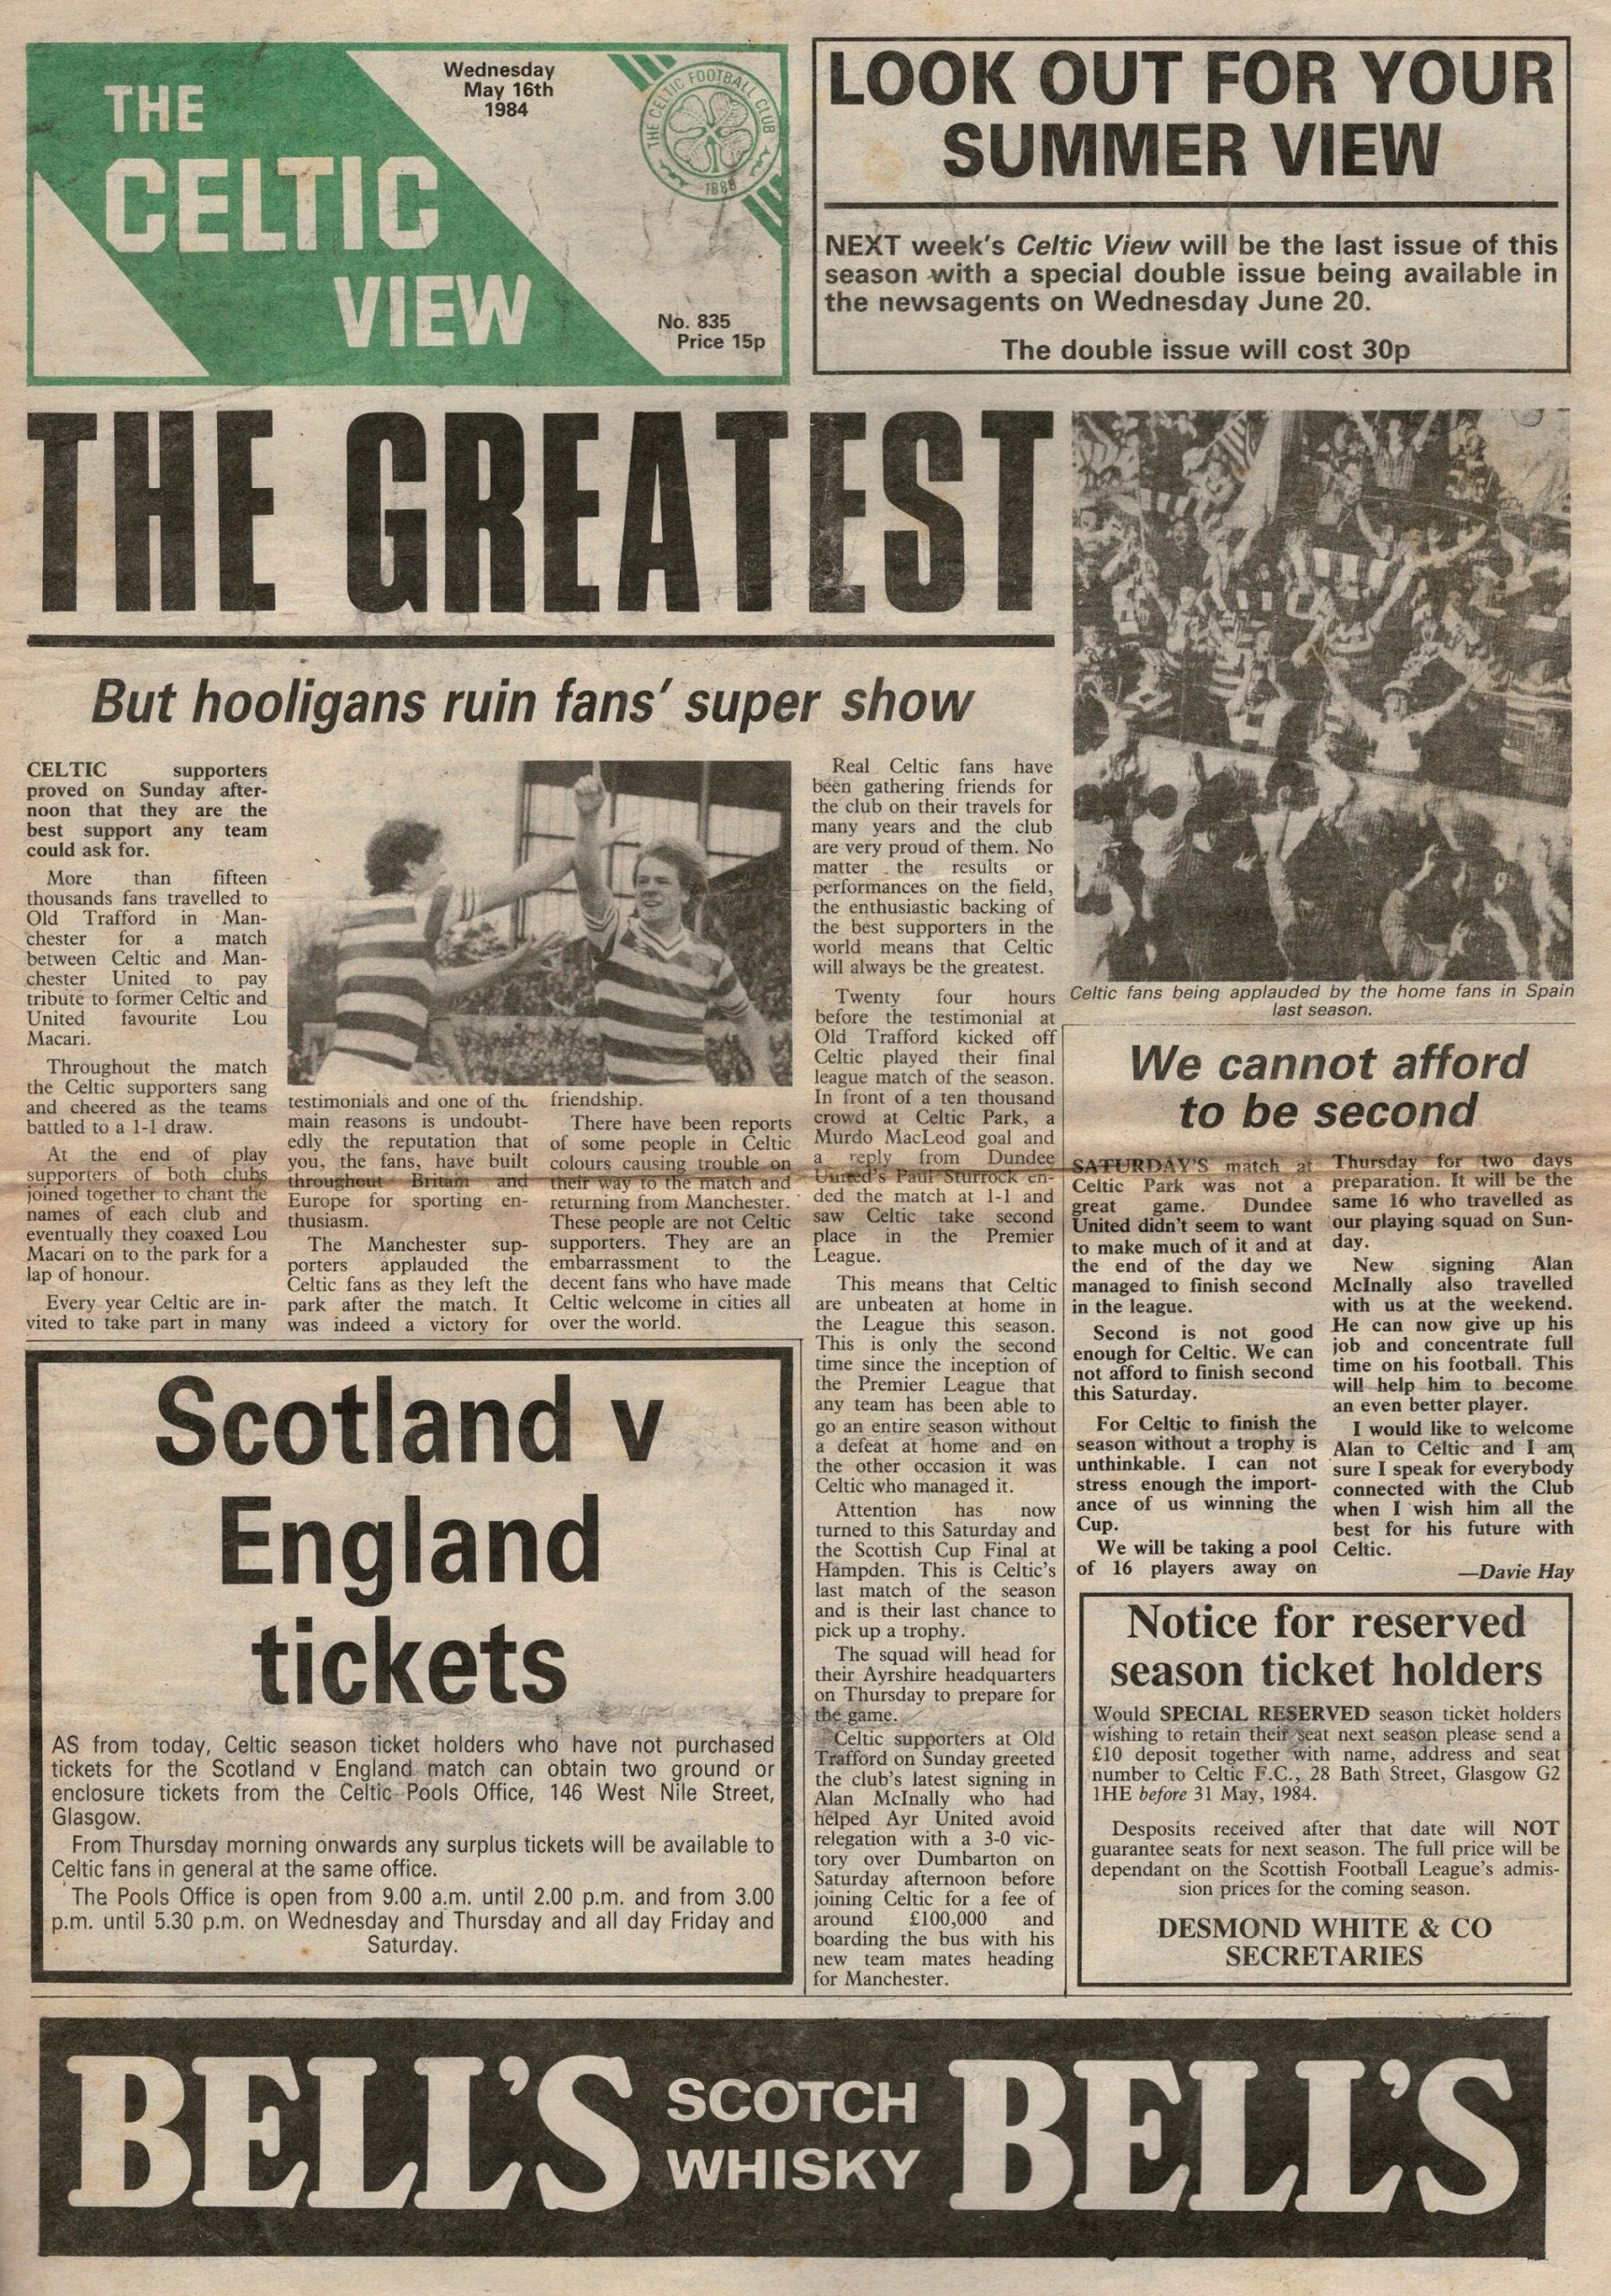 THE
CELTIC
VIEW
Wednesday
May 16th
1984
THE CELTIC FOOTBALL CLUB
1888
No. 835
Price 15p
LOOK OUT FOR YOUR
SUMMER VIEW
NEXT week's Celtic View will be the last issue of this
season with a special double issue being available in
the newsagents on Wednesday June 20.
The double issue will cost 30p
THE GREATEST
But hooligans ruin fans' super show
CELTIC supporters
proved on Sunday after-
noon that they are the
best support any team
could ask for.
More than fifteen
thousands fans travelled to
Old Trafford in Man-
chester for a match
between Celtic and Man-
chester United to pay
tribute to former Celtic and
United favourite Lou
Macari.
Throughout the match
the Celtic supporters sang
and cheered as the teams
battled to a 1-1 draw.
At the end of play
supporters of both clubs
joined together to chant the
names of each club and
eventually they coaxed Lou
Macari on to the park for a
lap of honour.
Every year Celtic are in-
vited to take part in many
testimonials and one of the
main reasons is undoubt-
edly the reputation that
you, the fans, have built
throughout Britain and
Europe for sporting en-
thusiasm.
The Manchester sup-
porters applauded the
Celtic fans as they left the
park after the match. It
was indeed a victory for
friendship.
There have been reports
of some people in Celtic
colours causing trouble on
their way to the match and
returning from Manchester.
These people are not Celtic
supporters. They are an
embarrassment to the
decent fans who have made
Celtic welcome in cities all
over the world.
Real Celtic fans have
been gathering friends for
the club on their travels for
many years and the club
are very proud of them. No
matter the results or
performances on the field,
the enthusiastic backing of
the best supporters in the
world means that Celtic
will always be the greatest.
Twenty four hours
before the testimonial at
Old Trafford kicked off
Celtic played their final
league match of the season.
In front of a ten thousand
crowd at Celtic Park, a
Murdo MacLeod goal and
a reply from Dundee
United's Paul Sturrock en-
ded the match at 1-1 and
saw Celtic take second
place in the Premier
League.
This means that Celtic
are unbeaten at home in
the League this season.
This is only the second
time since the inception of
the Premier League that
any team has been able to
go an entire season without
a defeat at home and on
the other occasion it was
Celtic who managed it.
Attention has now
turned to this Saturday and
the Scottish Cup Final at
Hampden. This is Celtic's
last match of the season
and is their last chance to
pick up a trophy.
The squad will head for
their Ayrshire headquarters
on Thursday to prepare for
the game.
Celtic supporters at Old
Trafford on Sunday greeted
the club's latest signing in
Alan McInally who had
helped Ayr United avoid
relegation with a 3-0 vic-
tory over Dumbarton on
Saturday afternoon before
joining Celtic for a fee of
around £100,000 and
boarding the bus with his
new team mates heading
for Manchester.
Celtic fans being applauded by the home fans in Spain
last season.
We cannot afford
to be second
SATURDAY'S match at
Celtic Park was not a
great game. Dundee
United didn't seem to want
to make much of it and at
the end of the day we
managed to finish second
in the league.
Second is not good
enough for Celtic. We can
not afford to finish second
this Saturday.
For Celtic to finish the
season without a trophy is
unthinkable. I can not
stress enough the import-
ance of us winning the
Cup.
We will be taking a pool
of 16 players away on
Thursday for two days
preparation. It will be the
same 16 who travelled as
our playing squad on Sun-
day.
New signing Alan
McInally also travelled
with us at the weekend.
He can now give up his
job and concentrate full
time on his football. This
will help him to become
an even better player.
I would like to welcome
Alan to Celtic and I am
sure I speak for everybody
connected with the Club
when I wish him all the
best for his future with
Celtic.
—Davie Hay
Scotland v
England
tickets
AS from today, Celtic season ticket holders who have not purchased
tickets for the Scotland v England match can obtain two ground or
enclosure tickets from the Celtic Pools Office, 146 West Nile Street,
Glasgow.
From Thursday morning onwards any surplus tickets will be available to
Celtic fans in general at the same office.
The Pools Office is open from 9.00 a.m. until 2.00 p.m. and from 3.00
p.m. until 5.30 p.m. on Wednesday and Thursday and all day Friday and
Saturday.
Notice for reserved
season ticket holders
Would SPECIAL RESERVED season ticket holders
wishing to retain their seat next season please send a
£10 deposit together with name, address and seat
number to Celtic F.C., 28 Bath Street, Glasgow G2
1HE before 31 May, 1984.
Desposits received after that date will NOT
guarantee seats for next season. The full price will be
dependant on the Scottish Football League's admis-
sion prices for the coming season.
DESMOND WHITE & CO
SECRETARIES
BELL'S SCOTCH WHISKY BELL'S